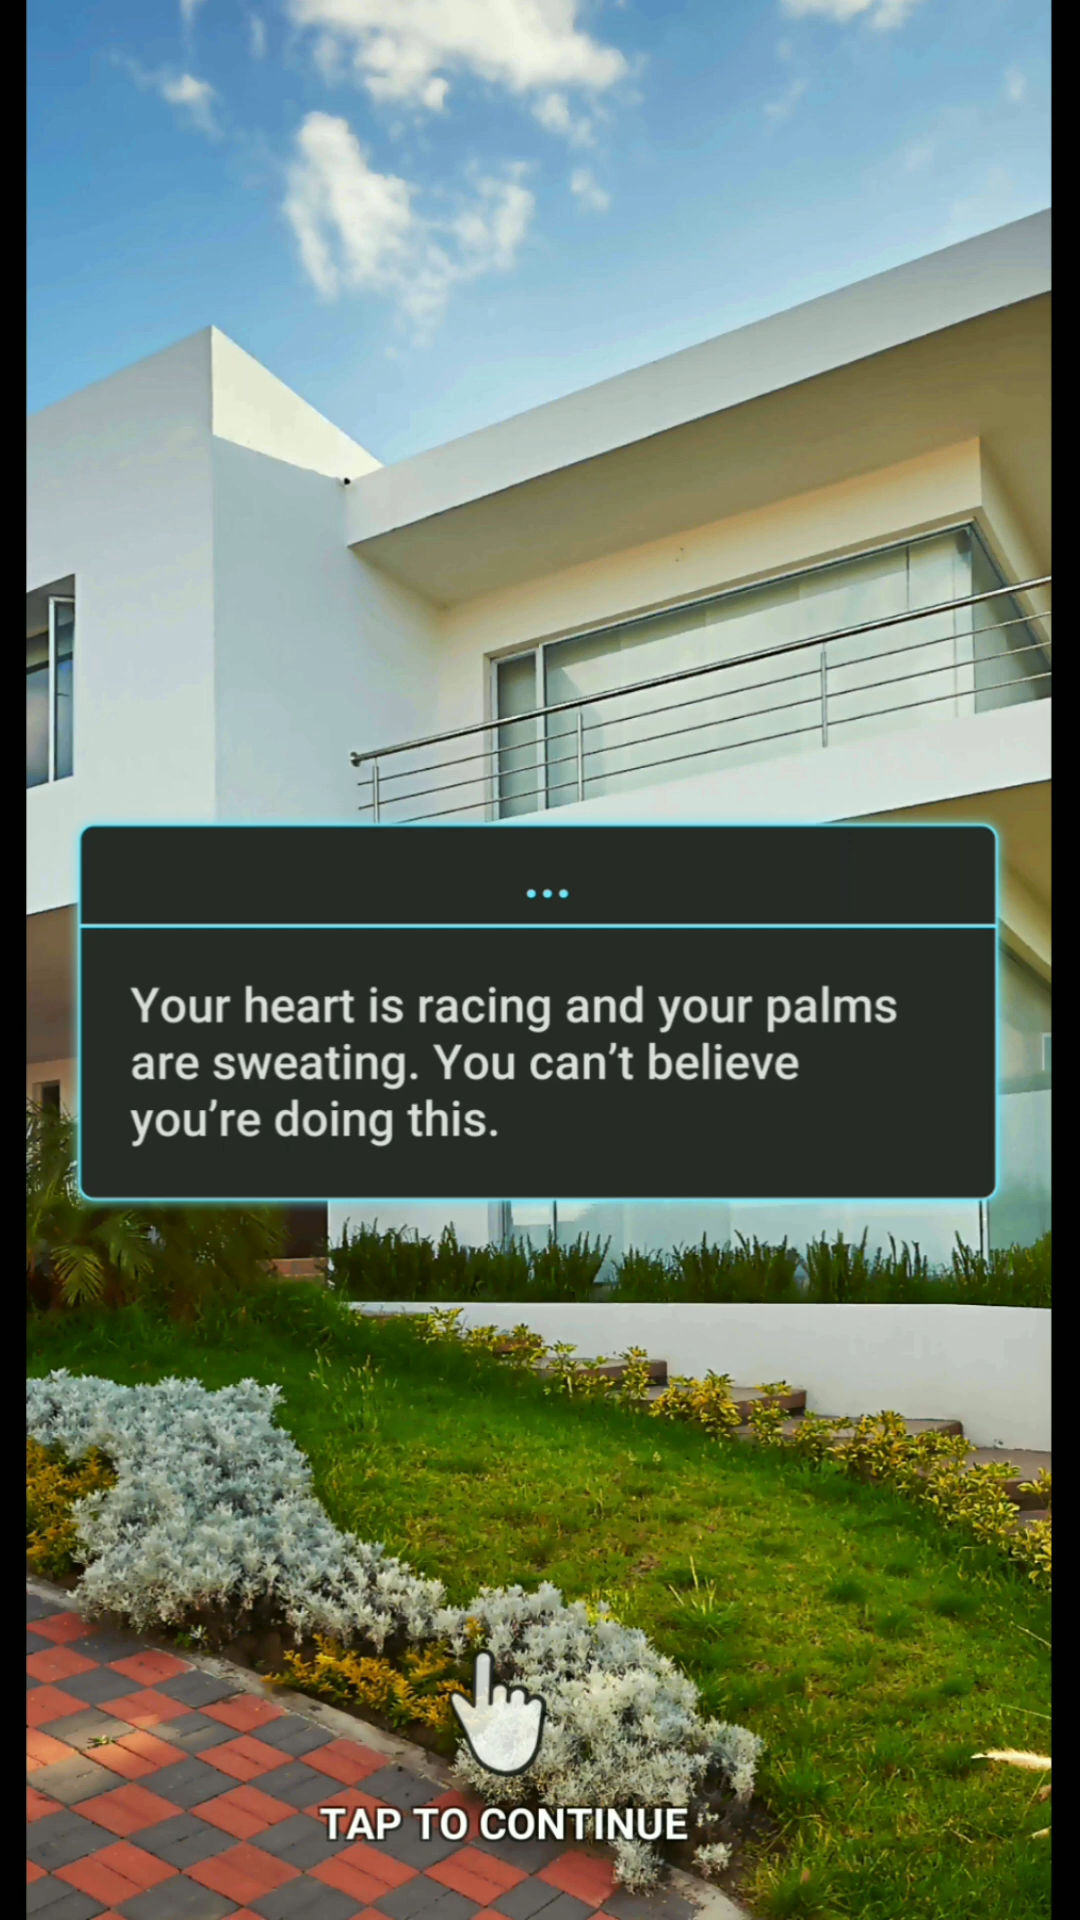 ...
Your heart is racing and your palms
are sweating. You can’t believe
you’re doing this.
TAP TO CONTINUE